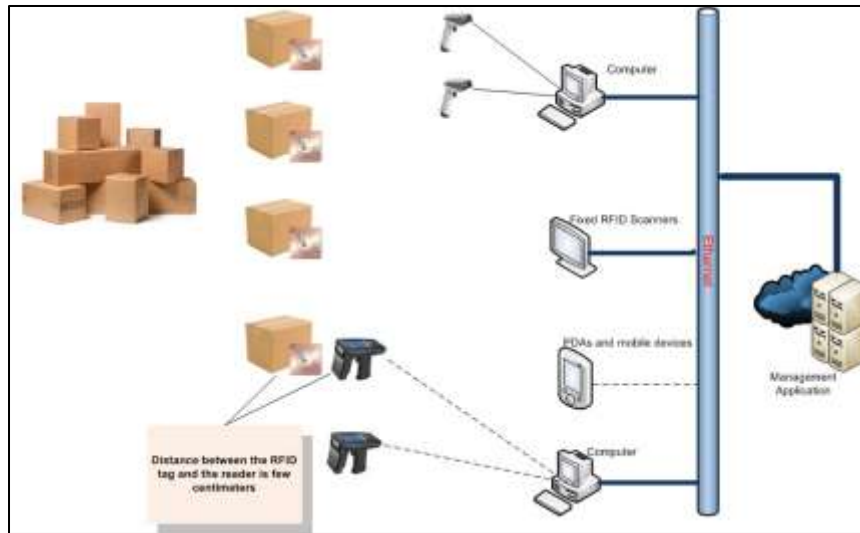 Computer
Fixed RFID Scanners
Ethernet
PDAs and mobile devices
Management
Application
Computer
Distance between the RFID
tag and the reader is few
centimeters